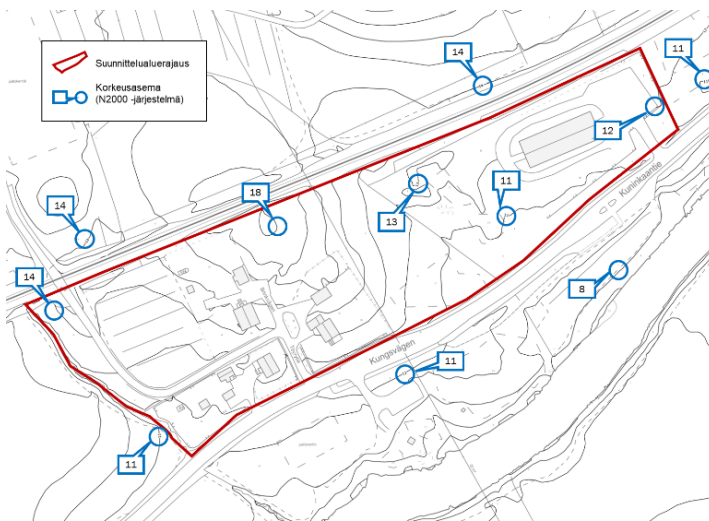 Suunnittelualuerajaus
Korkeusasema
(N2000 -järjestelmä)
14
11
12
18
13
11
14
14
8
11
11
Kuninkaantie
Kungsvägen